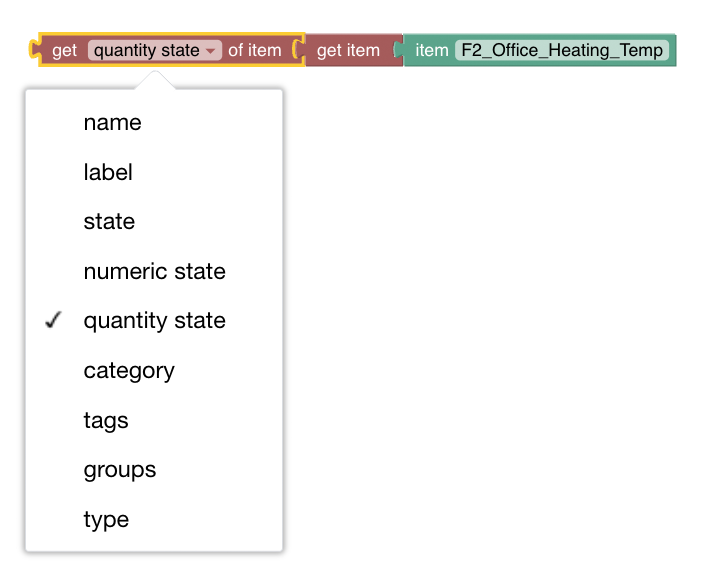 get quantity state of item get item item F2_Office_Heating_Temp
name
label
state
numeric state
✓ quantity state
category
tags
groups
type